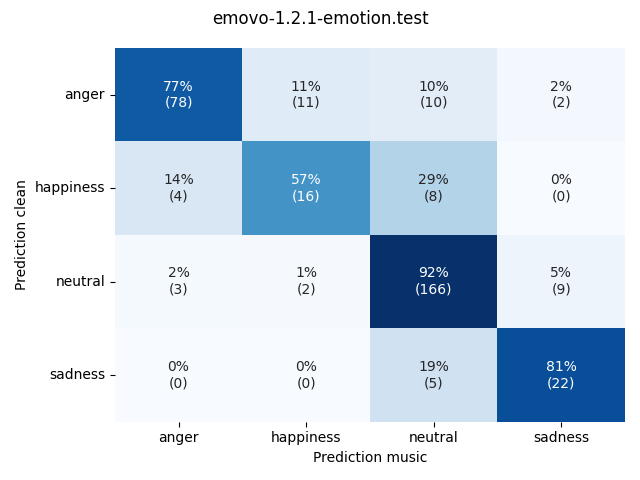 emovo-1.2.1-emotion.test
Prediction clean
anger
77% 11% 10% 2%
(78) (11) (10) (2)
happiness
14% 57% 29% 0%
(4) (16) (8) (0)
neutral
2% 1% 92% 5%
(3) (2) (166) (9)
sadness
0% 0% 19% 81%
(0) (0) (5) (22)
anger happiness neutral sadness
Prediction music